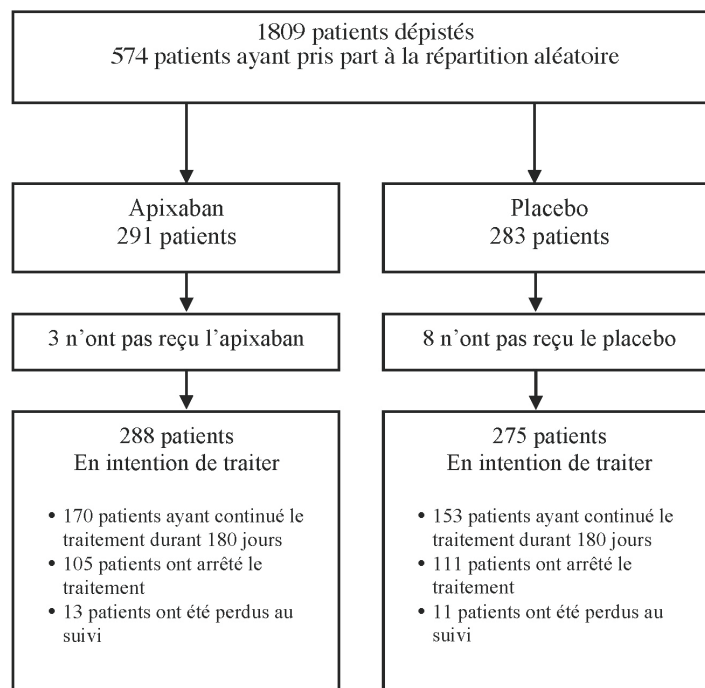 1809 patients dépistés
574 patients ayant pris part à la répartition aléatoire
Apixaban
291 patients
Placebo
283 patients
3 n'ont pas reçu l'apixaban
8 n'ont pas reçu le placebo
288 patients
En intention de traiter
• 170 patients ayant continué le
traitement durant 180 jours
• 105 patients ont arrêté le
traitement
• 13 patients ont été perdus au
suivi
275 patients
En intention de traiter
• 153 patients ayant continué le
traitement durant 180 jours
• 111 patients ont arrêté le
traitement
• 11 patients ont été perdus au
suivi